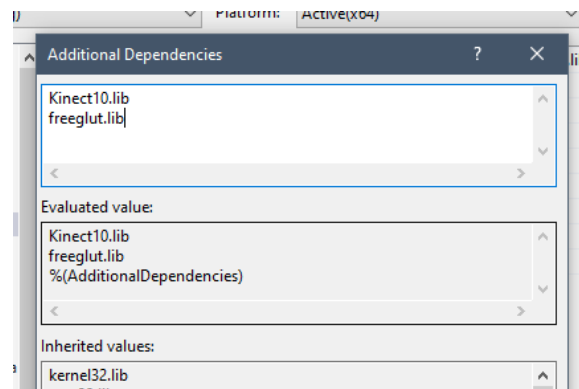 Platform: Active(x64)
Additional Dependencies ?
Kinect10.lib
freeglut.lib
Evaluated value:
Kinect10.lib
freeglut.lib
%(AdditionalDependencies)
Inherited values:
kernel32.lib